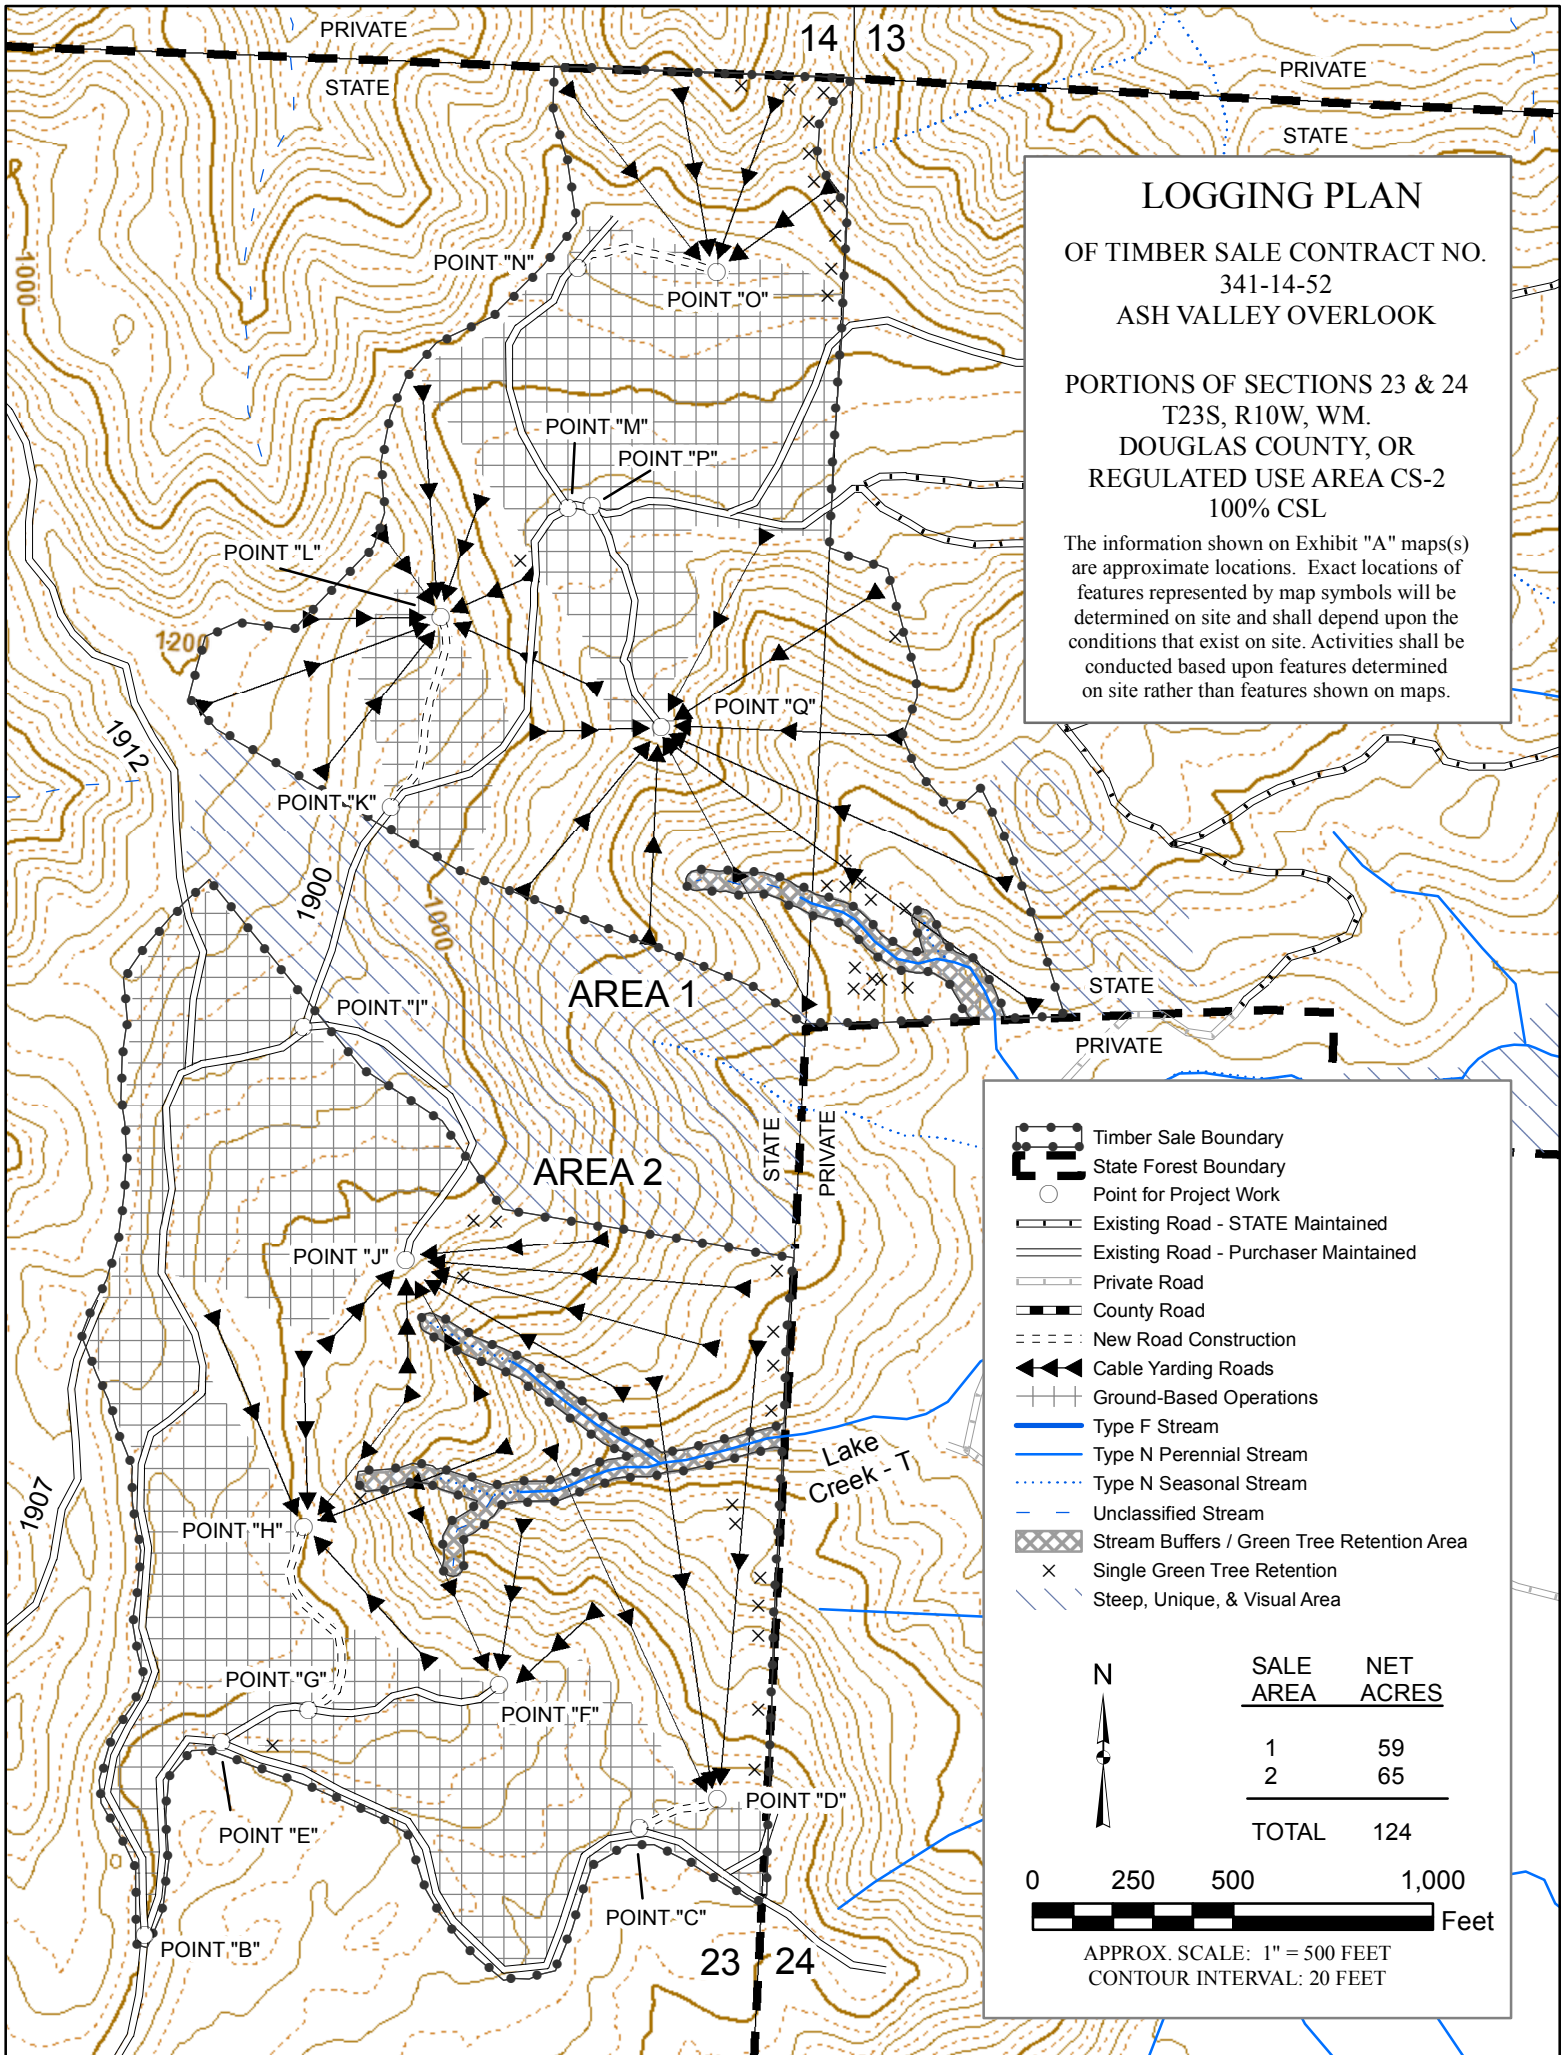 PRIVATE
14 13
STATE
PRIVATE
STATE
LOGGING PLAN
OF TIMBER SALE CONTRACT NO.
341-14-52
ASH VALLEY OVERLOOK
PORTIONS OF SECTIONS 23 & 24
T23S, R10W, WM.
DOUGLAS COUNTY, OR
REGULATED USE AREA CS-2
100% CSL
The information shown on Exhibit "A" maps(s)
are approximate locations.  Exact locations of
features represented by map symbols will be
determined on site and shall depend upon the
conditions that exist on site. Activities shall be
conducted based upon features determined
on site rather than features shown on maps.
1000
POINT "N"
POINT "O"
POINT "M"
POINT "P"
POINT "L"
1200
POINT "Q"
1912
POINT "K"
1900
1000
AREA 1
STATE
POINT "I"
PRIVATE
STATE
PRIVATE
AREA 2
POINT "J"
Lake
Creek - T
1907
POINT "H"
POINT "G"
POINT "F"
POINT "D"
POINT "E"
POINT "C"
POINT "B"
23 24
Timber Sale Boundary
State Forest Boundary
Point for Project Work
Existing Road - STATE Maintained
Existing Road - Purchaser Maintained
Private Road
County Road
New Road Construction
Cable Yarding Roads
Ground-Based Operations
Type F Stream
Type N Perennial Stream
Type N Seasonal Stream
Unclassified Stream
Stream Buffers / Green Tree Retention Area
Single Green Tree Retention
Steep, Unique, & Visual Area
N
SALE NET
AREA ACRES
1 59
2 65
TOTAL 124
0 250 500 1,000
Feet
APPROX. SCALE:  1" = 500 FEET
CONTOUR INTERVAL: 20 FEET